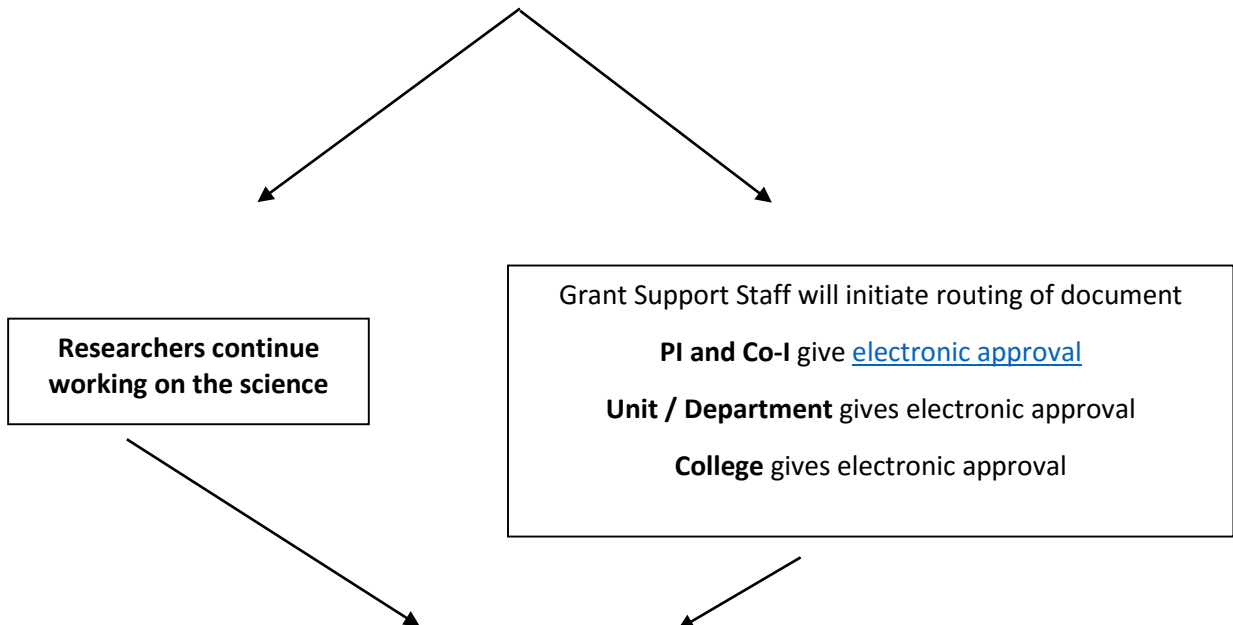 Researchers continue
working on the science
Grant Support Staff will initiate routing of document
PI and Co-I give electronic approval
Unit / Department gives electronic approval
College gives electronic approval